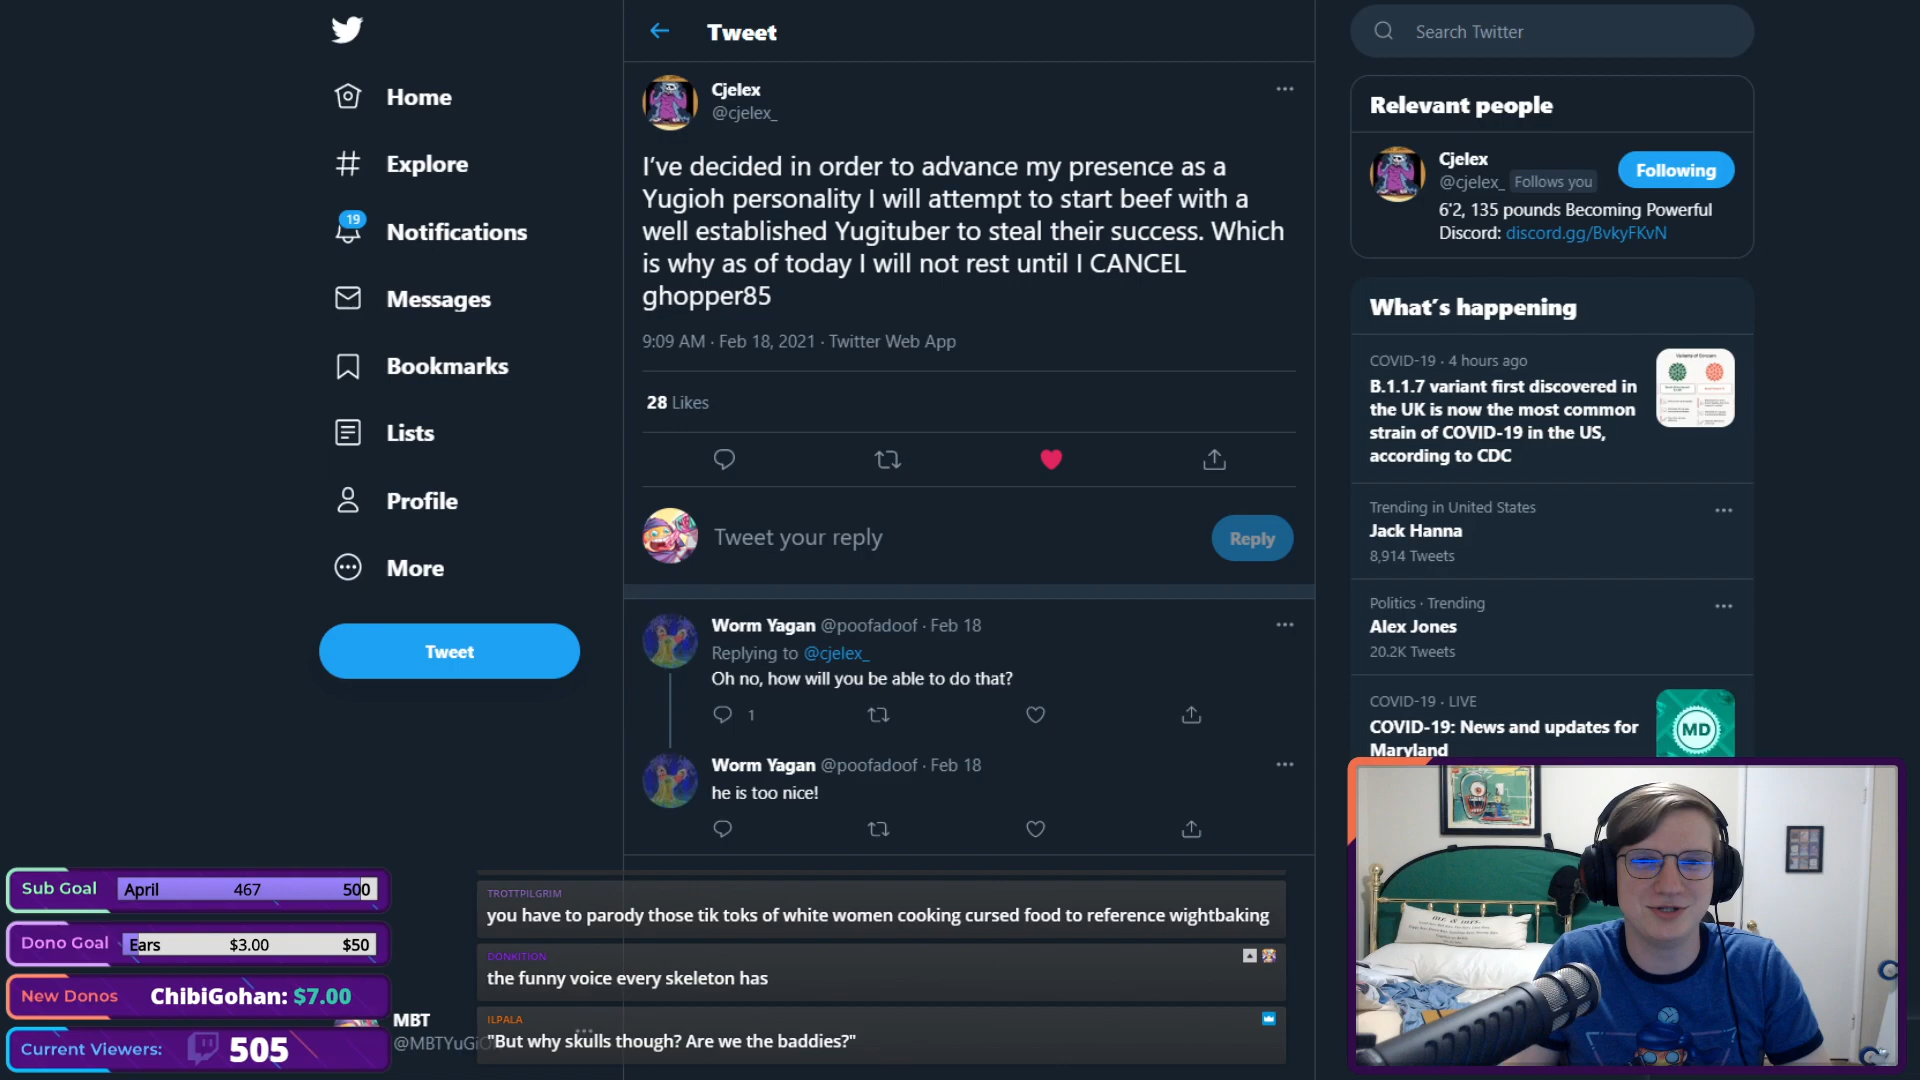 Home
Explore
19
Notifications
Messages
Bookmarks
Lists
Profile
More
Tweet
Tweet
Cjelex
@cjelex_
I've decided in order to advance my presence as a
Yugioh personality I will attempt to start beef with a
well established Yugituber to steal their success. Which
is why as of today I will not rest until I CANCEL
ghopper85
9:09 AM · Feb 18, 2021 · Twitter Web App
28 Likes
Tweet your reply
Reply
Worm Yagan @poofadoof · Feb 18
Replying to @cjelex_
Oh no, how will you be able to do that?
1
Worm Yagan @poofadoof · Feb 18
he is too nice!
Search Twitter
Relevant people
Cjelex
@cjelex_ Follows you
Following
6'2, 135 pounds Becoming Powerful
Discord: discord.gg/BvkyFKvN
What's happening
COVID-19 · 4 hours ago
B.1.1.7 variant first discovered in
the UK is now the most common
strain of COVID-19 in the US,
according to CDC
Trending in United States
Jack Hanna
8,914 Tweets
Politics · Trending
Alex Jones
20.2K Tweets
COVID-19 · LIVE
COVID-19: News and updates for
Maryland
MD
Sub Goal April 467 500
Dono Goal Ears $3.00 $50
New Donos ChibiGohan: $7.00
Current Viewers: 505
MBT
TROTTPILGRIM
you have to parody those tik toks of white women cooking cursed food to reference wightbaking
DONKITION
the funny voice every skeleton has
ILPALA
"But why skulls though? Are we the baddies?"